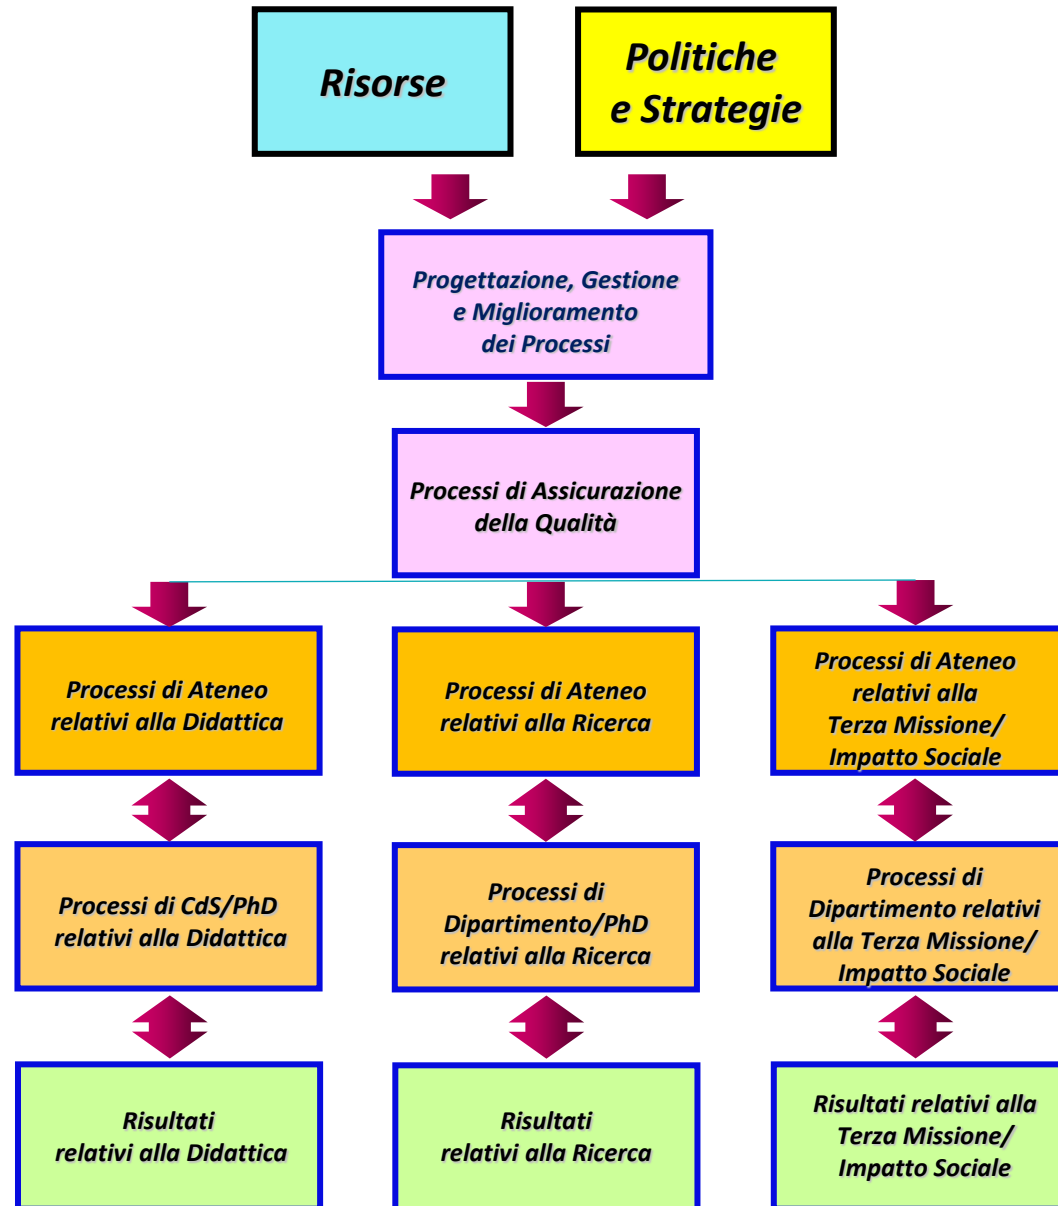 Risorse
Politiche
e Strategie
Progettazione, Gestione
e Miglioramento
dei Processi
Processi di Assicurazione
della Qualità
Processi di Ateneo
relativi alla Didattica
Processi di Ateneo
relativi alla Ricerca
Processi di Ateneo
relativi alla
Terza Missione/
Impatto Sociale
Processi di CdS/PhD
relativi alla Didattica
Processi di
Dipartimento/PhD
relativi alla Ricerca
Processi di
Dipartimento relativi
alla Terza Missione/
Impatto Sociale
Risultati
relativi alla Didattica
Risultati
relativi alla Ricerca
Risultati relativi alla
Terza Missione/
Impatto Sociale